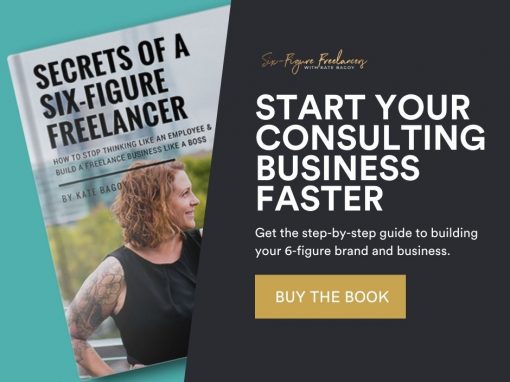 SECRETS OF A
SIX-FIGURE
FREELANCER
HOW TO STOP THINKING LIKE AN EMPLOYEE &
BUILD A FREELANCE BUSINESS LIKE A BOSS
BY KATE BAGOY
Six-Figure Freelancers
WITH KATE BAGOY
START YOUR
CONSULTING
BUSINESS
FASTER
Get the step-by-step guide to building
your 6-figure brand and business.
BUY THE BOOK